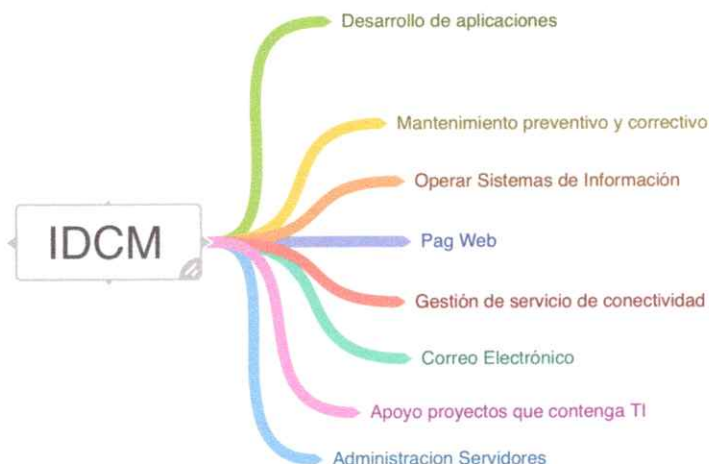 Desarrollo de aplicaciones
Mantenimiento preventivo y correctivo
Operar Sistemas de Información
IDCM
Pag Web
Gestión de servicio de conectividad
Correo Electrónico
Apoyo proyectos que contenga TI
Administracion Servidores